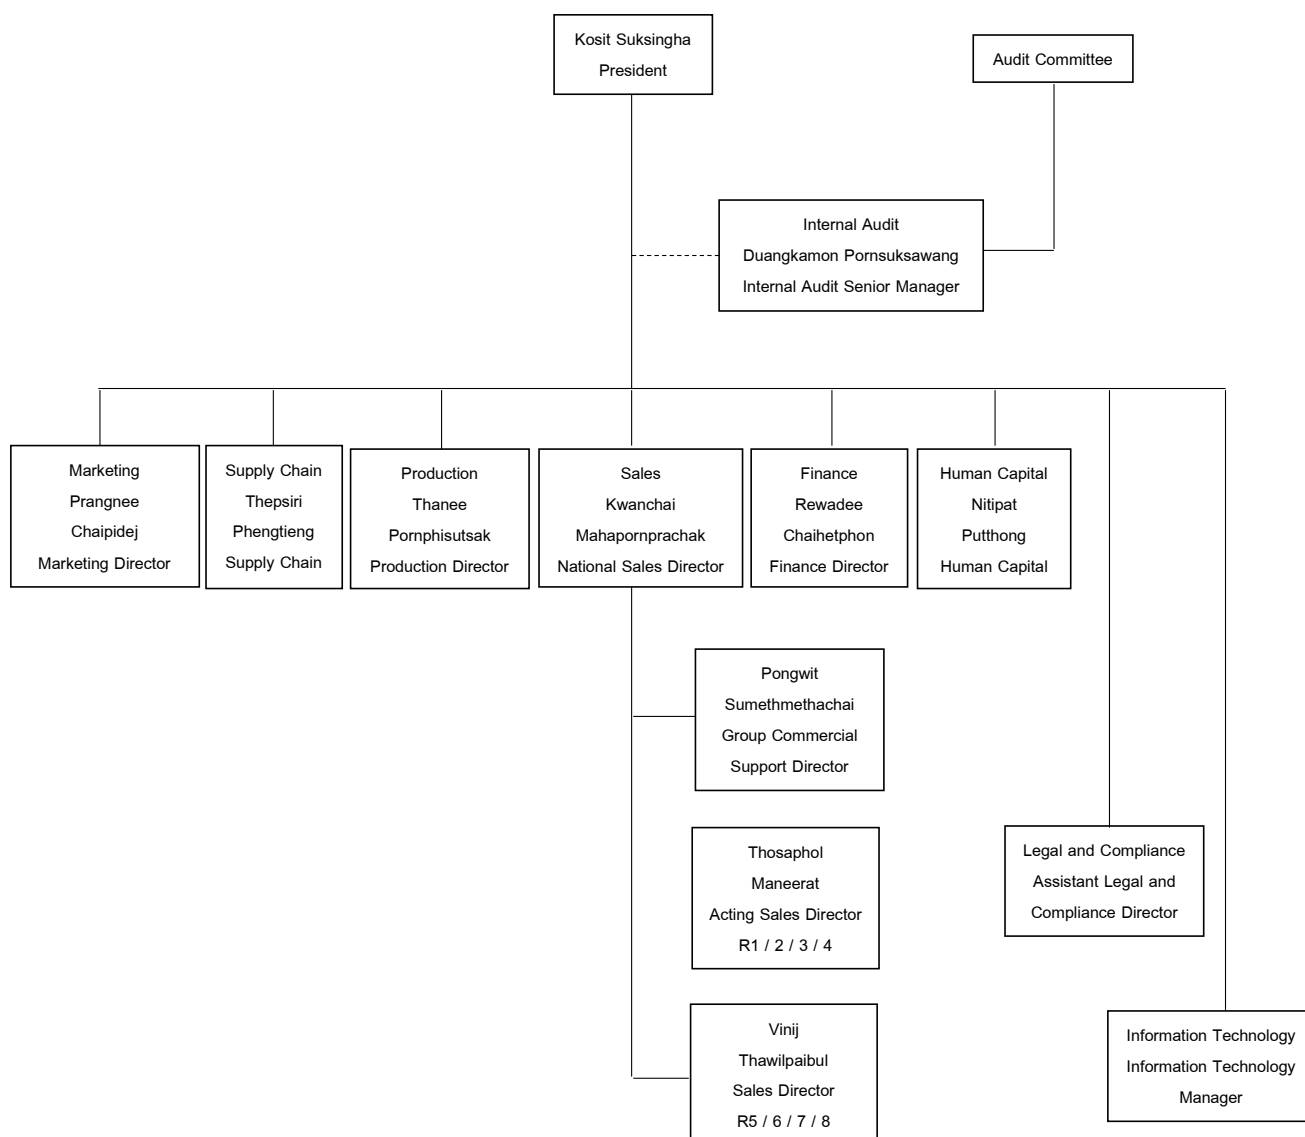 Kosit Suksingha
President
Audit Committee
Internal Audit
Duangkamon Pornsuksawang
Internal Audit Senior Manager
Marketing
Prangnee
Chaipidej
Marketing Director
Supply Chain
Thepsiri
Phengtieng
Supply Chain
Production
Thanee
Pornphisutsak
Production Director
Sales
Kwanchai
Mahapornprachak
National Sales Director
Finance
Rewadee
Chaihetphon
Finance Director
Human Capital
Nitipat
Putthong
Human Capital
Pongwit
Sumethmethachai
Group Commercial
Support Director
Thosaphol
Maneerat
Acting Sales Director
R1 / 2 / 3 / 4
Legal and Compliance
Assistant Legal and
Compliance Director
Vinij
Thawilpaibul
Sales Director
R5 / 6 / 7 / 8
Information Technology
Information Technology
Manager